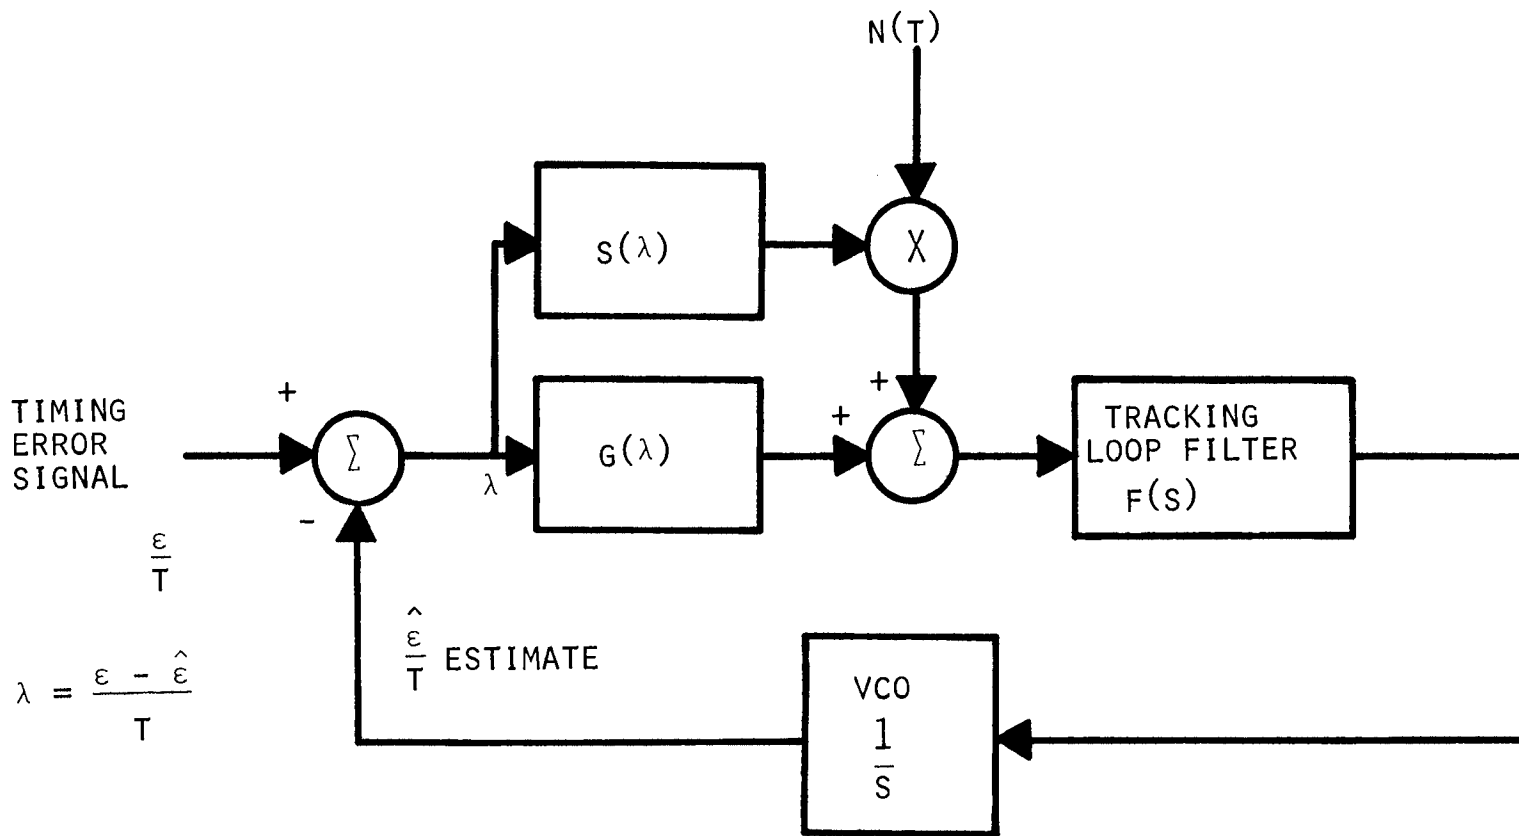 N(T)
S(λ)
X
+
+
TIMING
ERROR
SIGNAL
Σ
λ
G(λ)
+
Σ
TRACKING
LOOP FILTER
F(S)
-
ε
T
ε̂
T ESTIMATE
λ = ε - ε̂
T
VCO
1
S